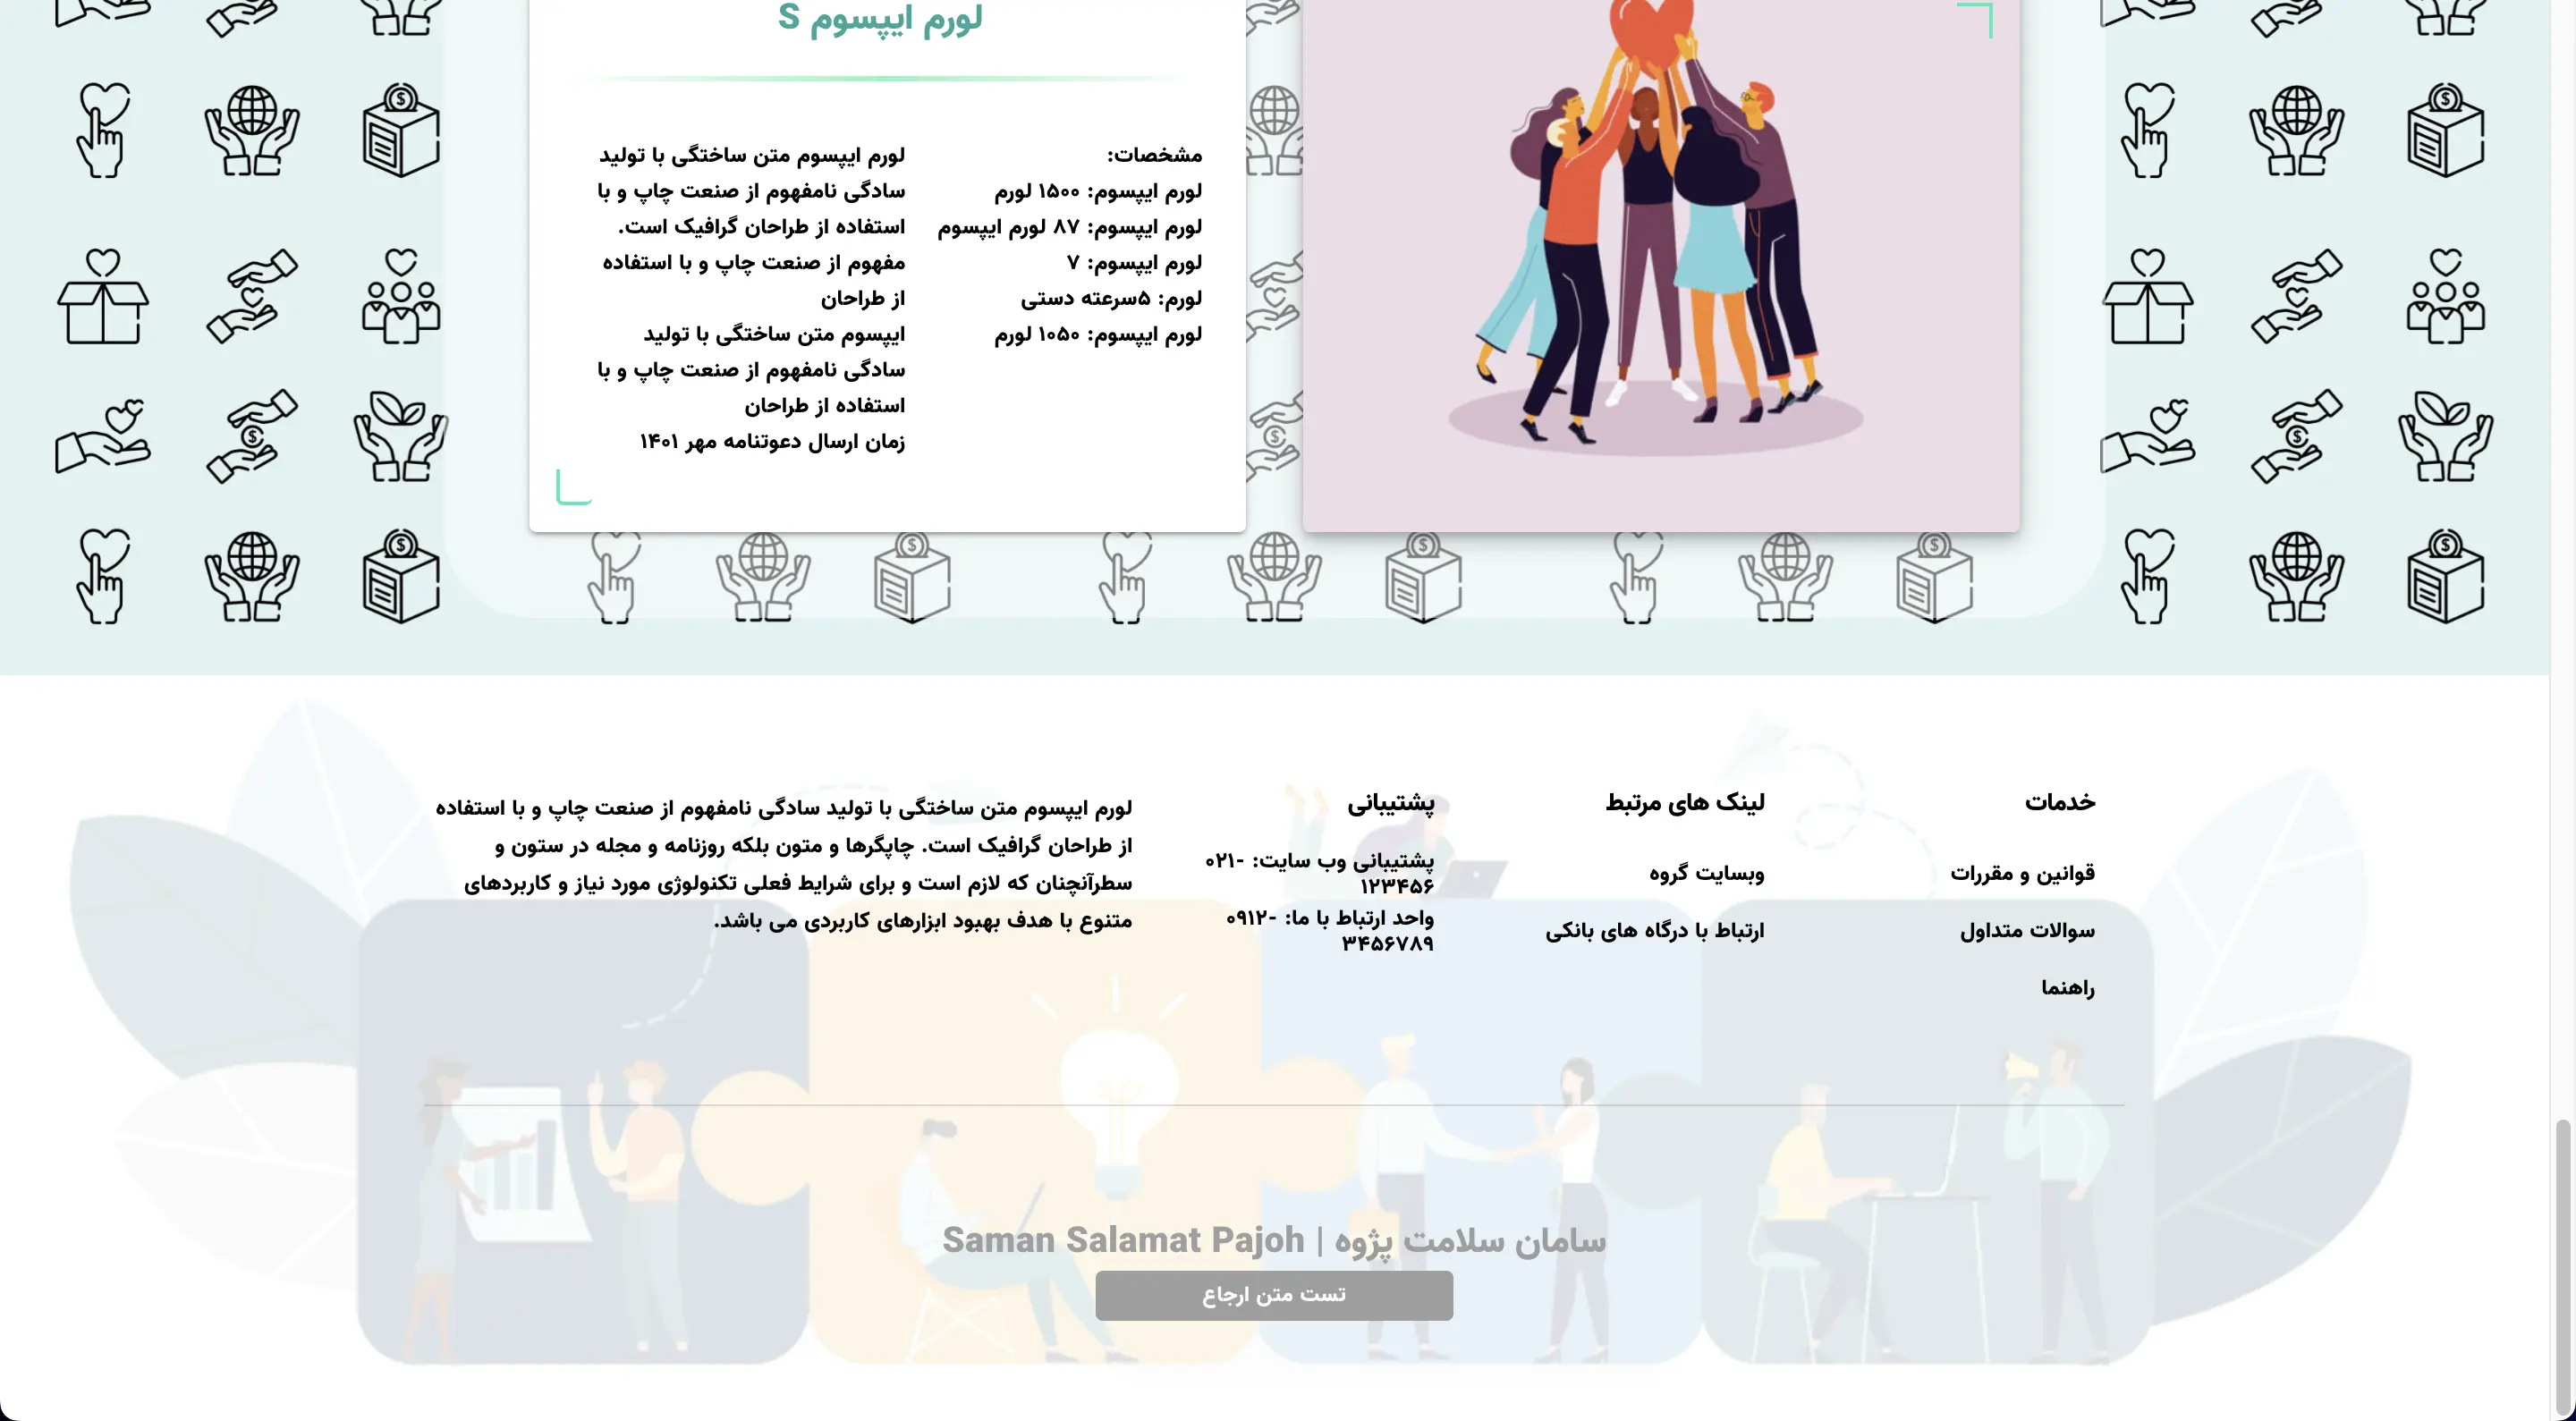 لورم ایپسوم S
مشخصات:
لورم ایپسوم: ۱۵۰۰ لورم
لورم ایپسوم: ۸۷ لورم ایپسوم
لورم ایپسوم: ۷
لورم: ۵سرعته دستی
لورم ایپسوم: ۱۰۵۰ لورم
لورم ایپسوم متن ساختگی با تولید
سادگی نامفهوم از صنعت چاپ و با
استفاده از طراحان گرافیک است.
مفهوم از صنعت چاپ و با استفاده
از طراحان
ایپسوم متن ساختگی با تولید
سادگی نامفهوم از صنعت چاپ و با
استفاده از طراحان
زمان ارسال دعوتنامه مهر ۱۴۰۱
خدمات
قوانین و مقررات
سوالات متداول
راهنما
لینک های مرتبط
وبسایت گروه
ارتباط با درگاه های بانکی
پشتیبانی
پشتیبانی وب سایت: ۰۲۱-
۱۲۳۴۵۶
واحد ارتباط با ما: ۰۹۱۲-
۳۴۵۶۷۸۹
لورم ایپسوم متن ساختگی با تولید سادگی نامفهوم از صنعت چاپ و با استفاده
از طراحان گرافیک است. چاپگرها و متون بلکه روزنامه و مجله در ستون و
سطرآنچنان که لازم است و برای شرایط فعلی تکنولوژی مورد نیاز و کاربردهای
متنوع با هدف بهبود ابزارهای کاربردی می باشد.
سامان سلامت پژوه | Saman Salamat Pajoh
تست متن ارجاع